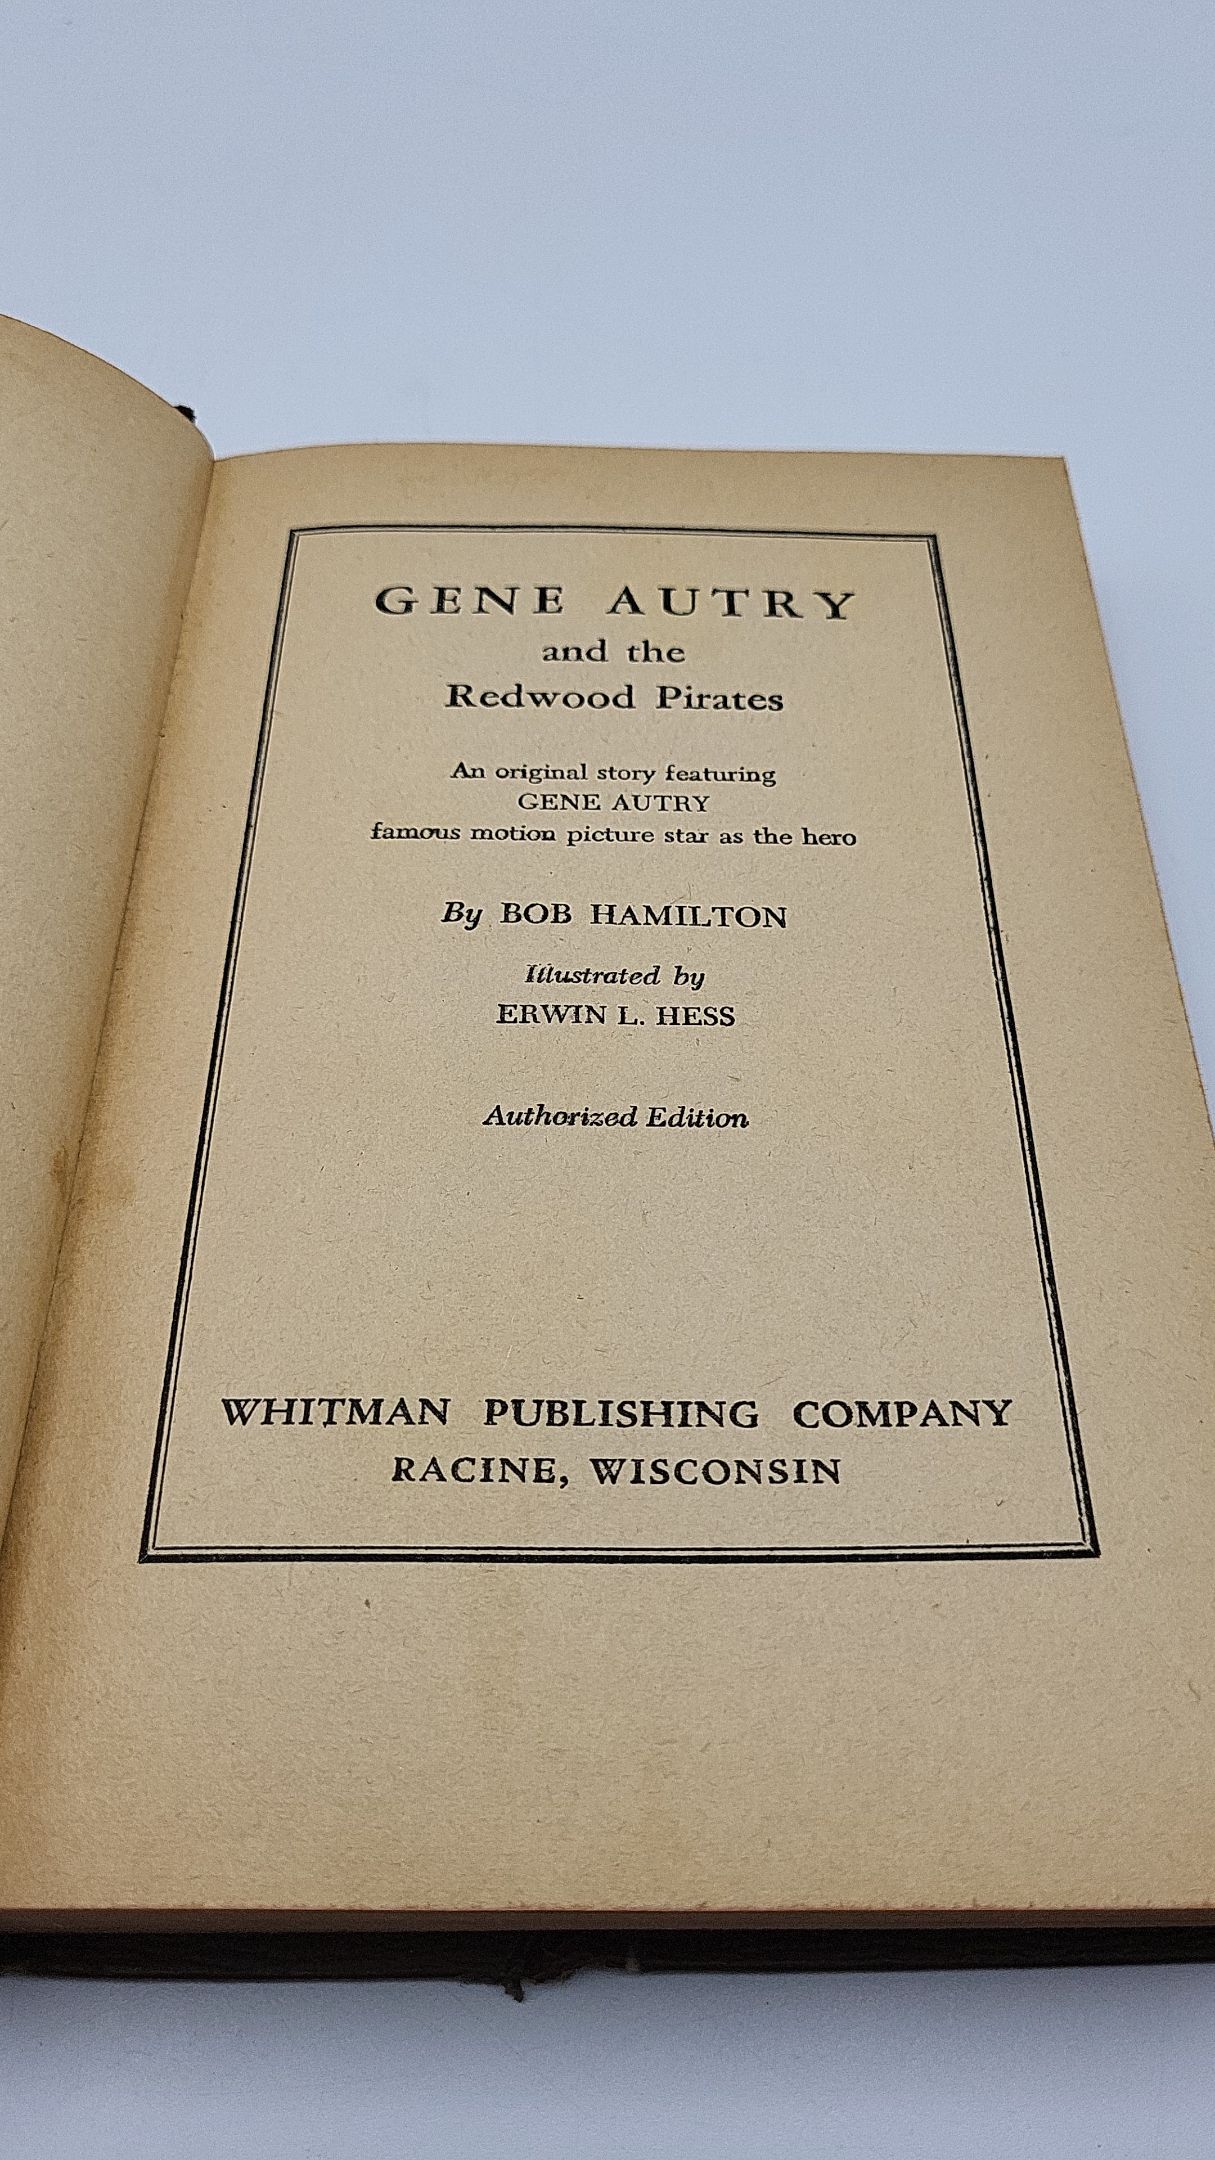 GENE AUTRY
and the
Redwood Pirates
An original story featuring
GENE AUTRY
famous motion picture star as the hero
By BOB HAMILTON
Illustrated by
ERWIN L. HESS
Authorized Edition
WHITMAN PUBLISHING COMPANY
RACINE, WISCONSIN